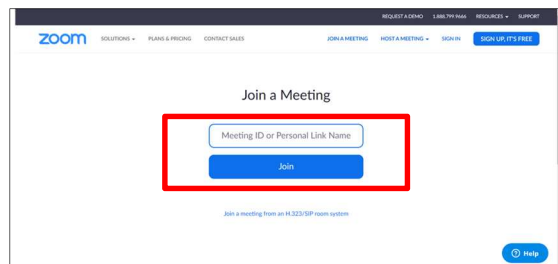 REQUEST A DEMO 1.888.799.9666 RESOURCES SUPPORT
zoom SOLUTIONS PLANS & PRICING CONTACT SALES JOIN A MEETING HOST A MEETING SIGN IN SIGN UP, IT'S FREE
Join a Meeting
Meeting ID or Personal Link Name
Join
Join a meeting from an H.323/SIP room system
? Help